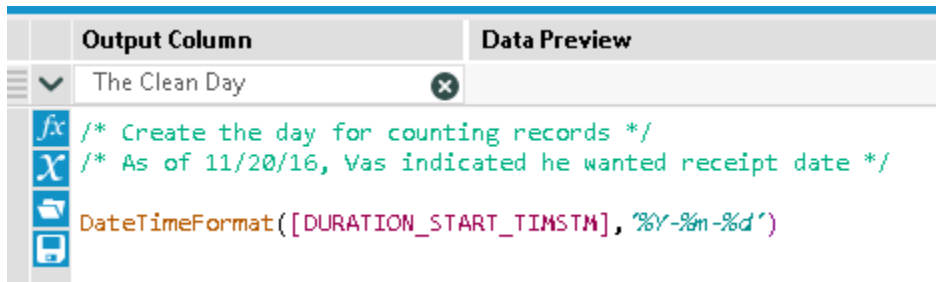 Output Column Data Preview
The Clean Day
/* Create the day for counting records */
/* As of 11/20/16, Vas indicated he wanted receipt date */
DateTimeFormat([DURATION_START_TIMSTM],'%Y-%m-%d')